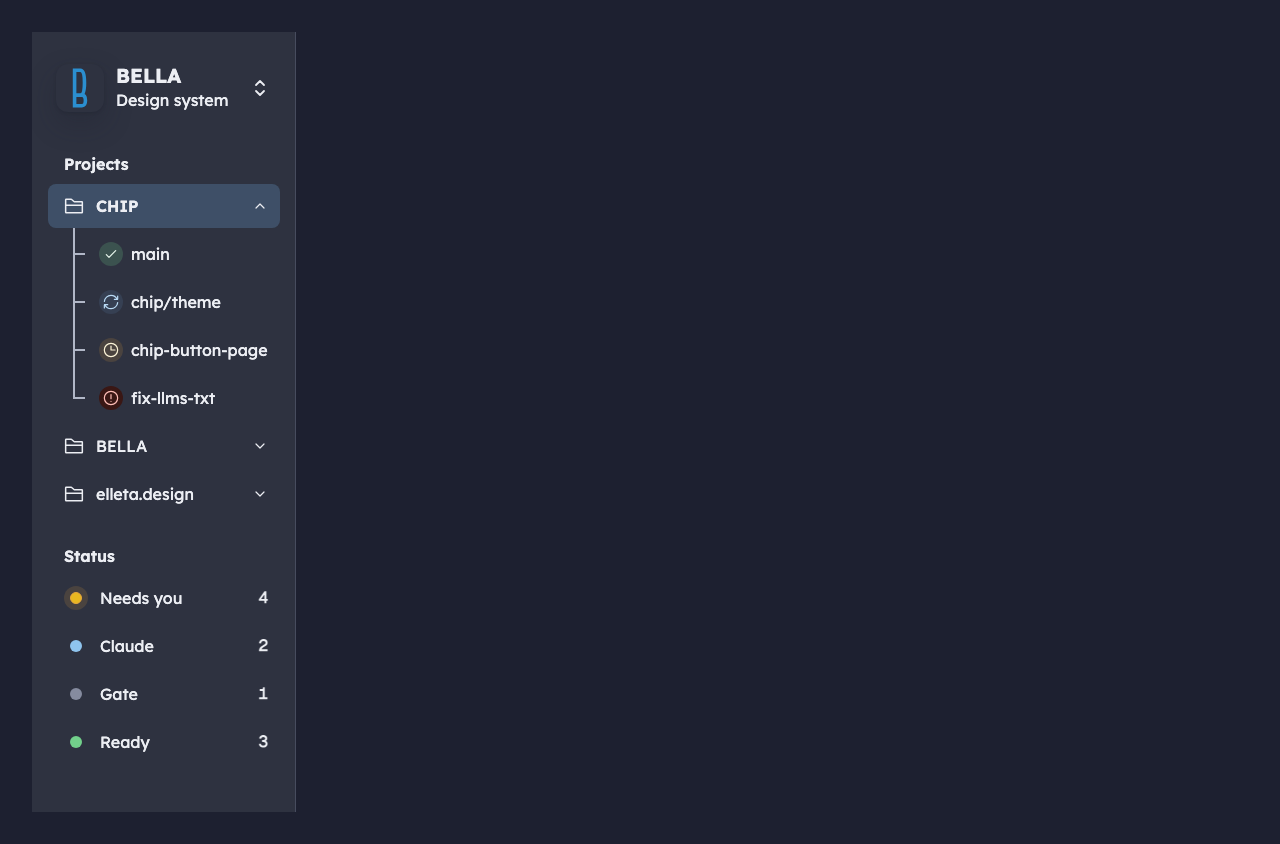 BELLA
Design system
Projects
CHIP
main
chip/theme
chip-button-page
fix-llms-txt
BELLA
elleta.design
Status
Needs you 4
Claude 2
Gate 1
Ready 3